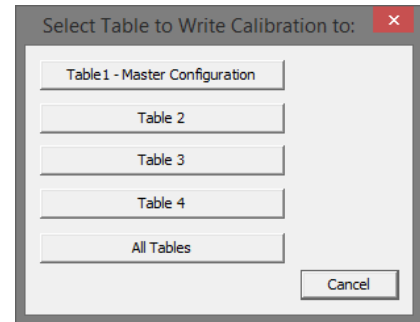 Select Table to Write Calibration to:
Table1 - Master Configuration
Table 2
Table 3
Table 4
All Tables
Cancel